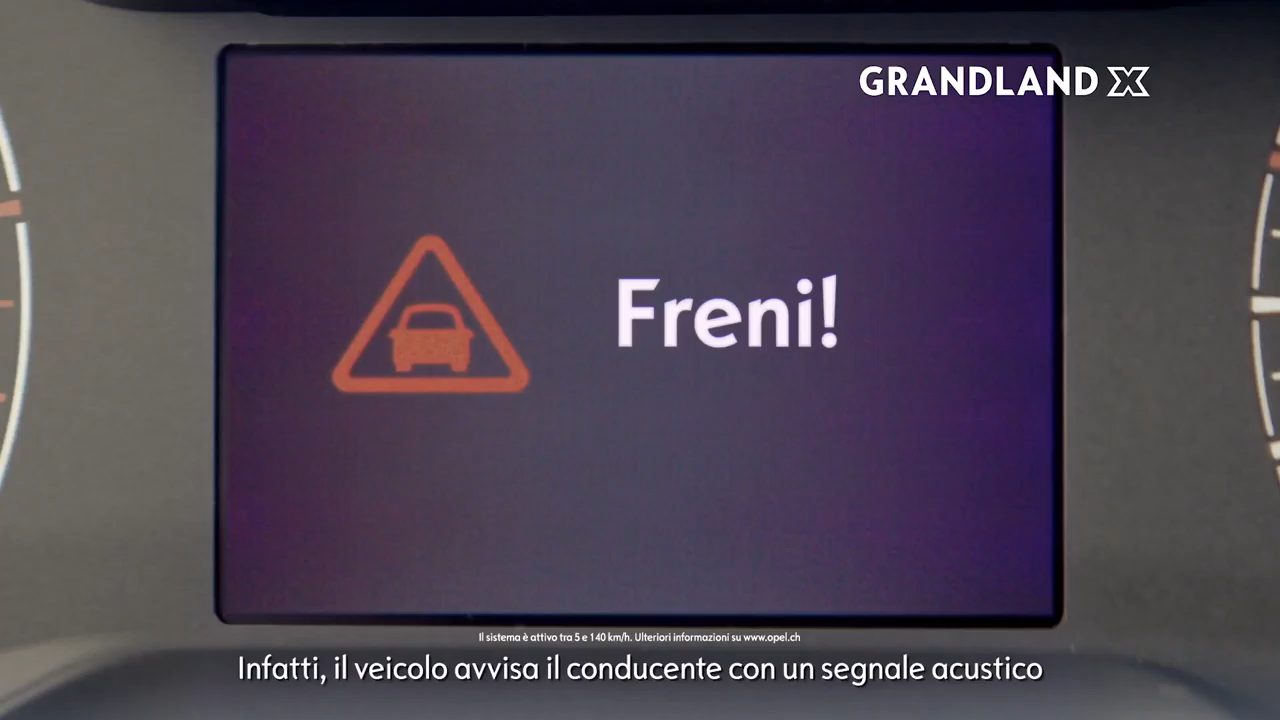 GRANDLAND X
Freni!
Il sistema è attivo tra 5 e 140 km/h. Ulteriori informazioni su www.opel.ch
Infatti, il veicolo avvisa il conducente con un segnale acustico